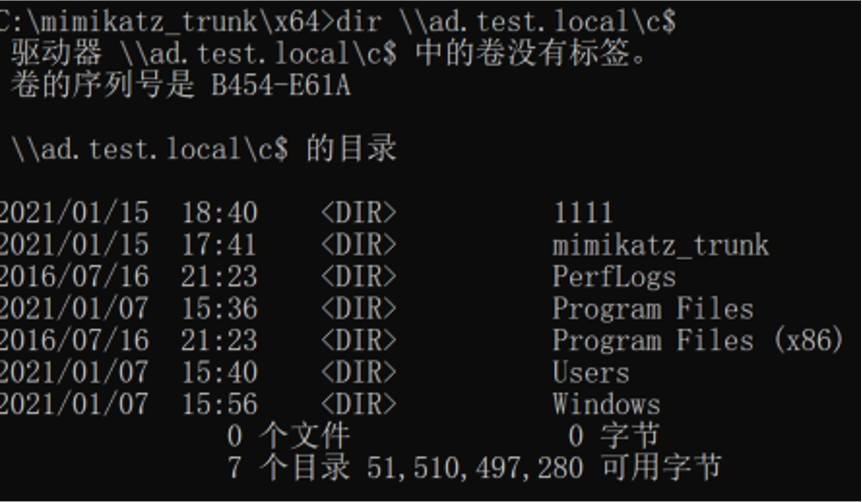 C:\mimikatz_trunk\x64>dir \\ad.test.local\c$
驱动器 \\ad.test.local\c$ 中的卷没有标签。
卷的序列号是 B454-E61A
\\ad.test.local\c$ 的目录
2021/01/15 18:40 <DIR> 1111
2021/01/15 17:41 <DIR> mimikatz_trunk
2016/07/16 21:23 <DIR> PerfLogs
2021/01/07 15:36 <DIR> Program Files
2016/07/16 21:23 <DIR> Program Files (x86)
2021/01/07 15:40 <DIR> Users
2021/01/07 15:56 <DIR> Windows
0 个文件 0 字节
7 个目录 51,510,497,280 可用字节